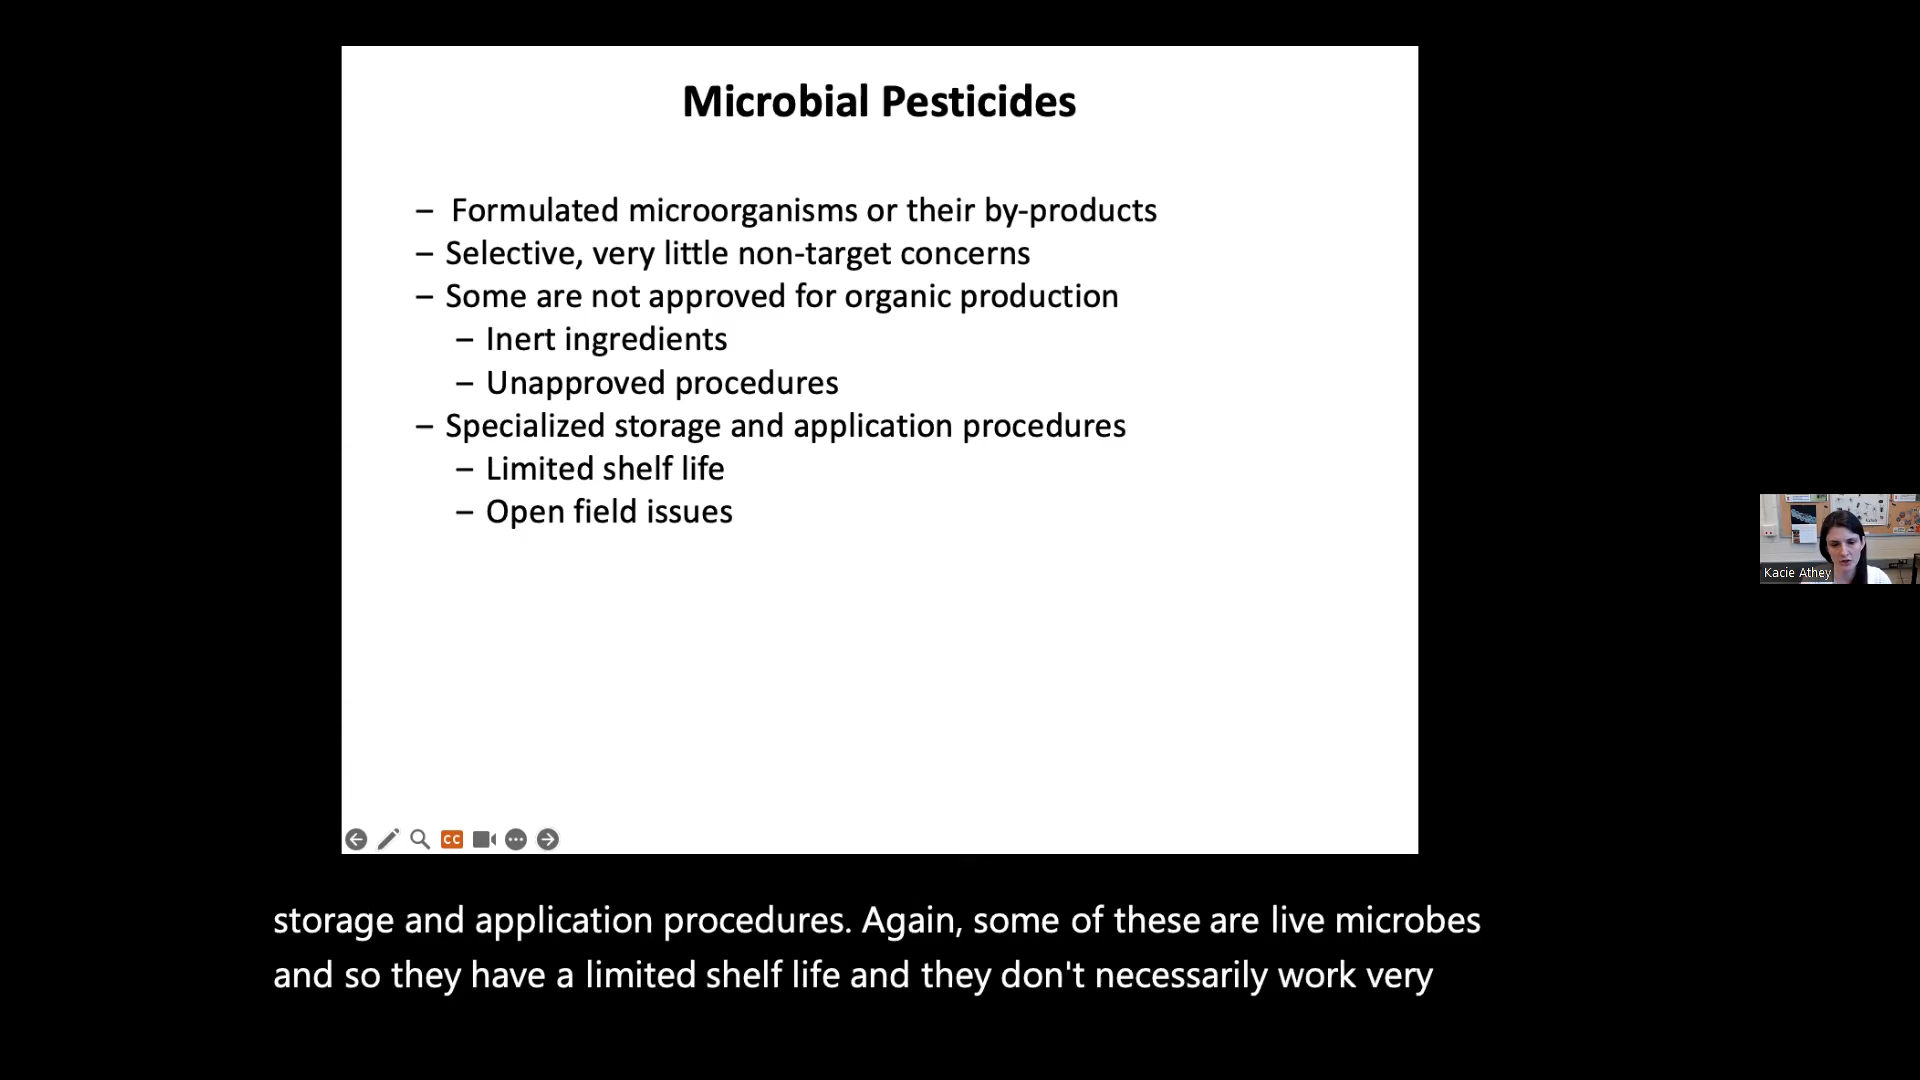 Microbial Pesticides
– Formulated microorganisms or their by-products
– Selective, very little non-target concerns
– Some are not approved for organic production
– Inert ingredients
– Unapproved procedures
– Specialized storage and application procedures
– Limited shelf life
– Open field issues
Kacie Athey
CC
storage and application procedures. Again, some of these are live microbes
and so they have a limited shelf life and they don't necessarily work very